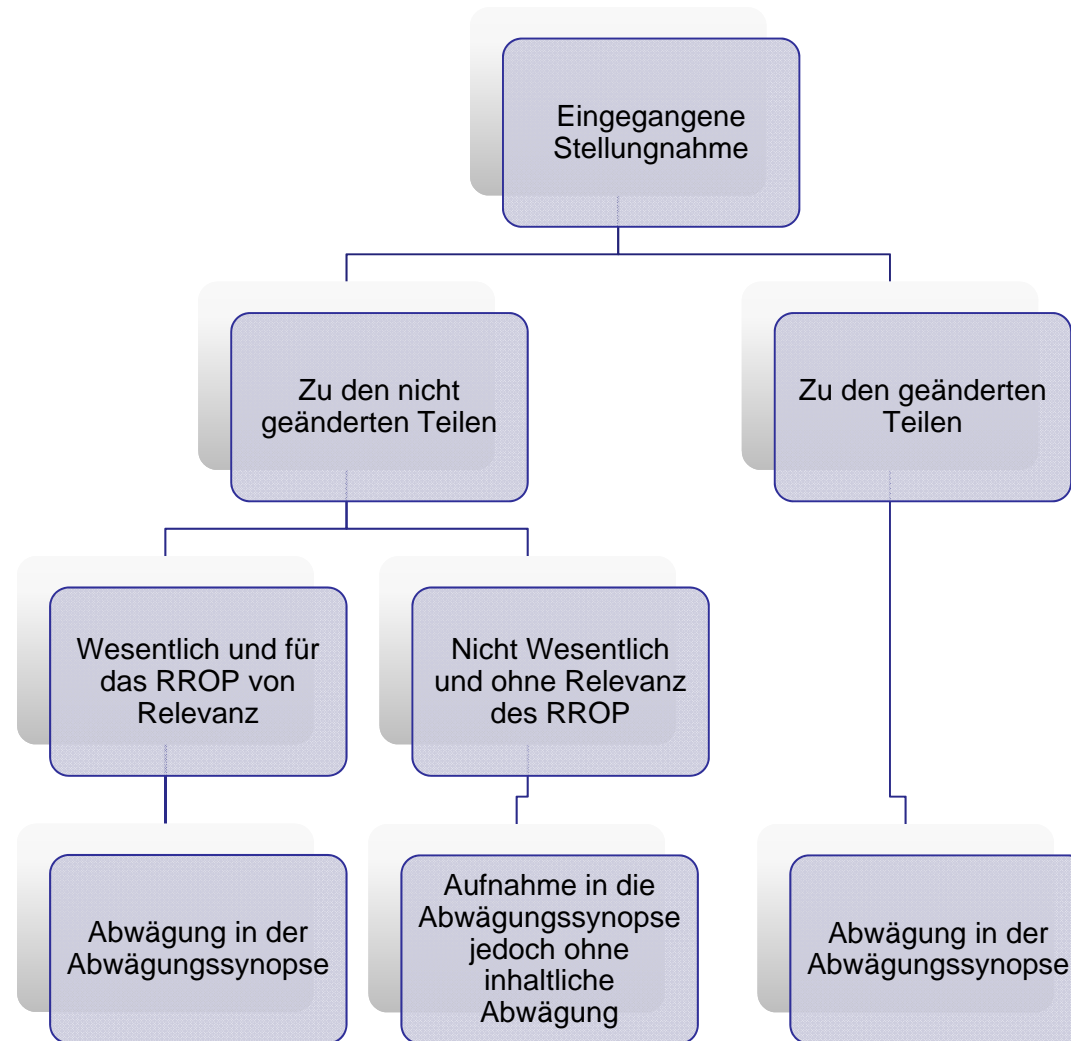 Eingegangene
Stellungnahme
Zu den nicht
geänderten Teilen
Zu den geänderten
Teilen
Wesentlich und für
das RROP von
Relevanz
Nicht Wesentlich
und ohne Relevanz
des RROP
Abwägung in der
Abwägungssynopse
Aufnahme in die
Abwägungssynopse
jedoch ohne
inhaltliche
Abwägung
Abwägung in der
Abwägungssynopse